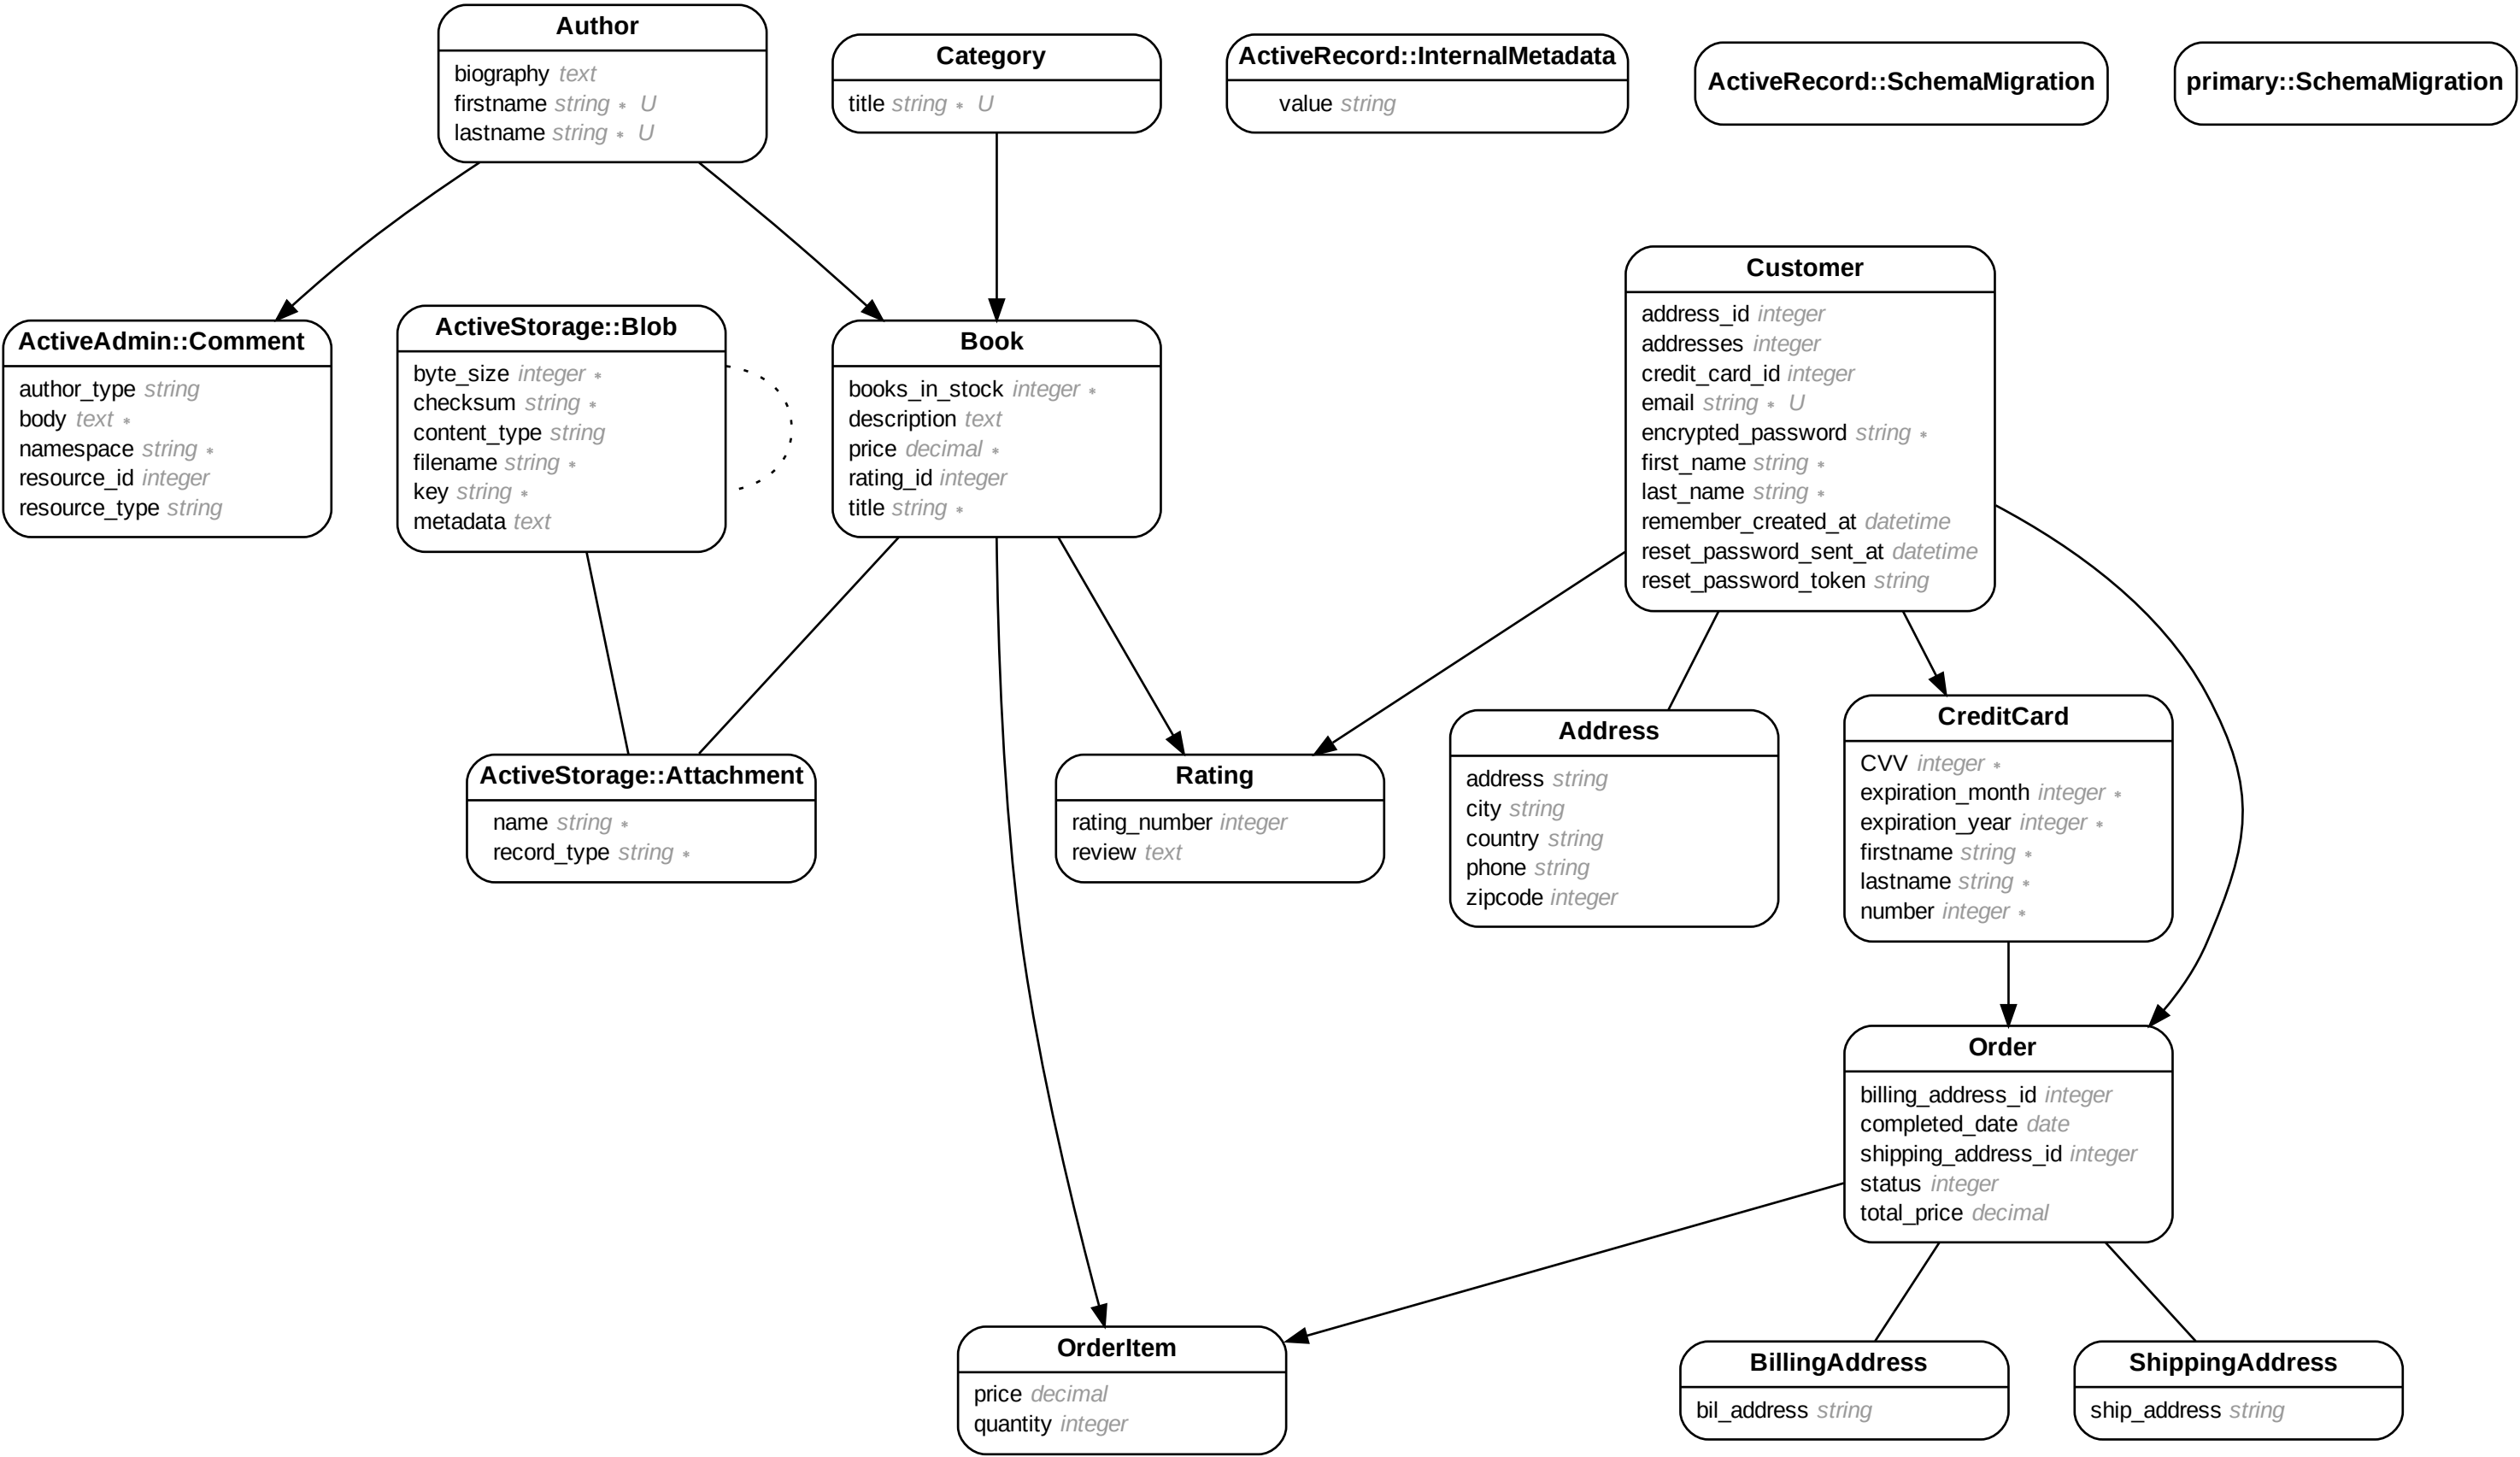 Author
biography text
firstname string * U
lastname string * U
Category
title string * U
ActiveRecord::InternalMetadata
value string
ActiveRecord::SchemaMigration
primary::SchemaMigration
Customer
address_id integer
addresses integer
credit_card_id integer
email string * U
encrypted_password string *
first_name string *
last_name string *
remember_created_at datetime
reset_password_sent_at datetime
reset_password_token string
ActiveAdmin::Comment
author_type string
body text *
namespace string *
resource_id integer
resource_type string
ActiveStorage::Blob
byte_size integer *
checksum string *
content_type string
filename string *
key string *
metadata text
Book
books_in_stock integer *
description text
price decimal *
rating_id integer
title string *
ActiveStorage::Attachment
name string *
record_type string *
Rating
rating_number integer
review text
Address
address string
city string
country string
phone string
zipcode integer
CreditCard
CVV integer *
expiration_month integer *
expiration_year integer *
firstname string *
lastname string *
number integer *
Order
billing_address_id integer
completed_date date
shipping_address_id integer
status integer
total_price decimal
OrderItem
price decimal
quantity integer
BillingAddress
bil_address string
ShippingAddress
ship_address string